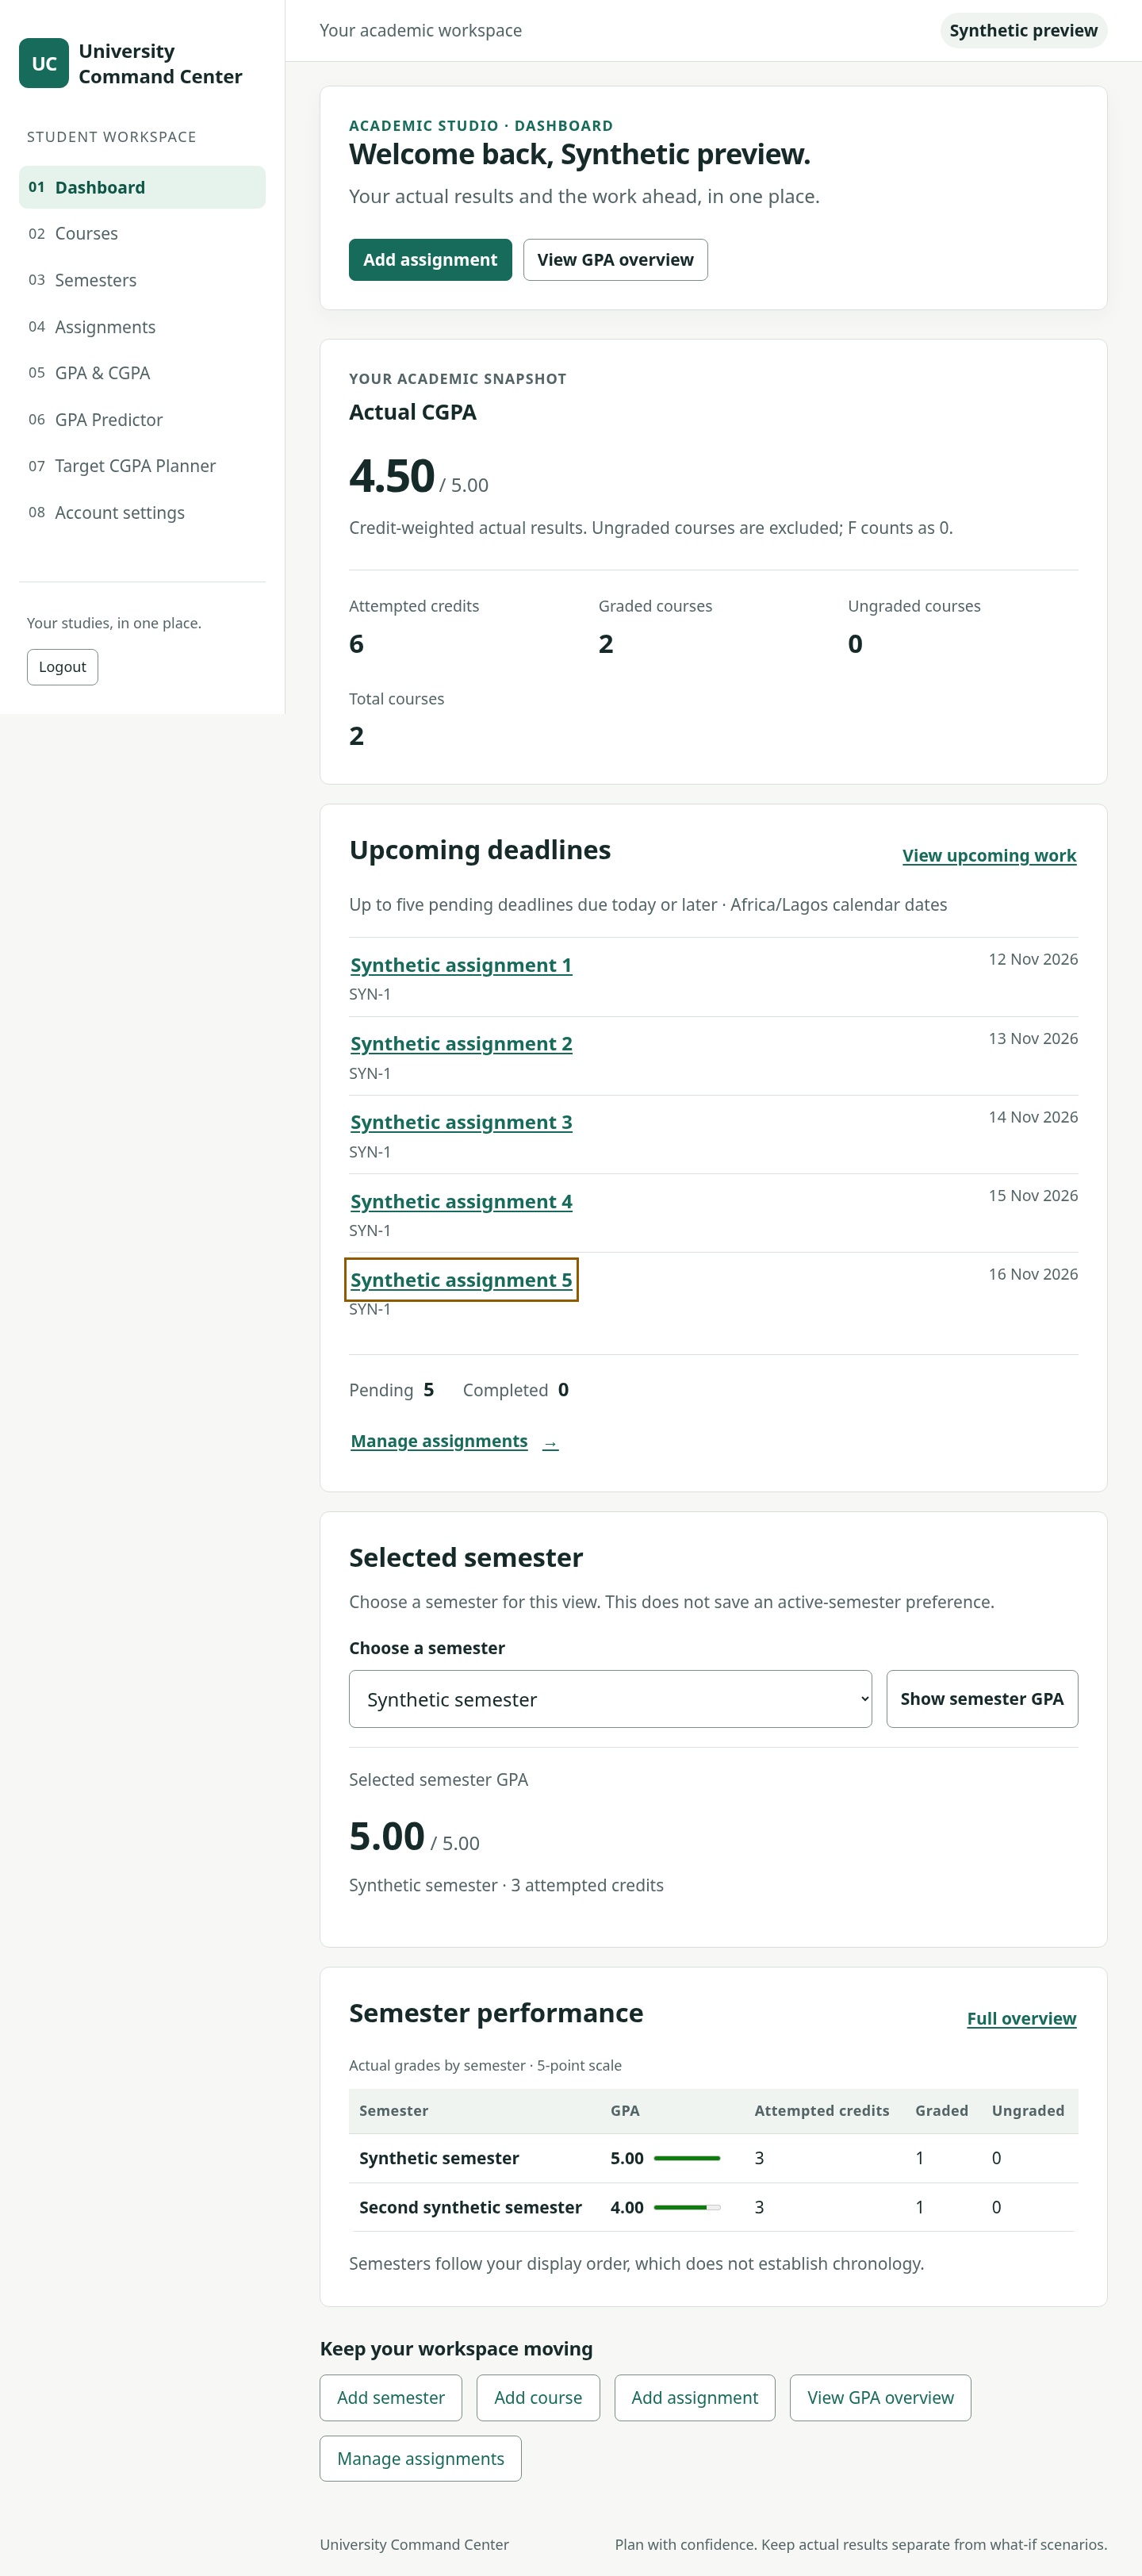 UC
University
Command Center
STUDENT WORKSPACE
01 Dashboard
02 Courses
03 Semesters
04 Assignments
05 GPA & CGPA
06 GPA Predictor
07 Target CGPA Planner
08 Account settings
Your studies, in one place.
Logout
Your academic workspace
Synthetic preview
ACADEMIC STUDIO · DASHBOARD
Welcome back, Synthetic preview.
Your actual results and the work ahead, in one place.
Add assignment
View GPA overview
YOUR ACADEMIC SNAPSHOT
Actual CGPA
4.50 / 5.00
Credit-weighted actual results. Ungraded courses are excluded; F counts as 0.
Attempted credits
6
Graded courses
2
Ungraded courses
0
Total courses
2
Upcoming deadlines
View upcoming work
Up to five pending deadlines due today or later · Africa/Lagos calendar dates
Synthetic assignment 1
12 Nov 2026
SYN-1
Synthetic assignment 2
13 Nov 2026
SYN-1
Synthetic assignment 3
14 Nov 2026
SYN-1
Synthetic assignment 4
15 Nov 2026
SYN-1
Synthetic assignment 5
16 Nov 2026
SYN-1
Pending 5 Completed 0
Manage assignments →
Selected semester
Choose a semester for this view. This does not save an active-semester preference.
Choose a semester
Synthetic semester
Show semester GPA
Selected semester GPA
5.00 / 5.00
Synthetic semester · 3 attempted credits
Semester performance
Full overview
Actual grades by semester · 5-point scale
Semester GPA Attempted credits Graded Ungraded
Synthetic semester 5.00 3 1 0
Second synthetic semester 4.00 3 1 0
Semesters follow your display order, which does not establish chronology.
Keep your workspace moving
Add semester
Add course
Add assignment
View GPA overview
Manage assignments
University Command Center
Plan with confidence. Keep actual results separate from what-if scenarios.